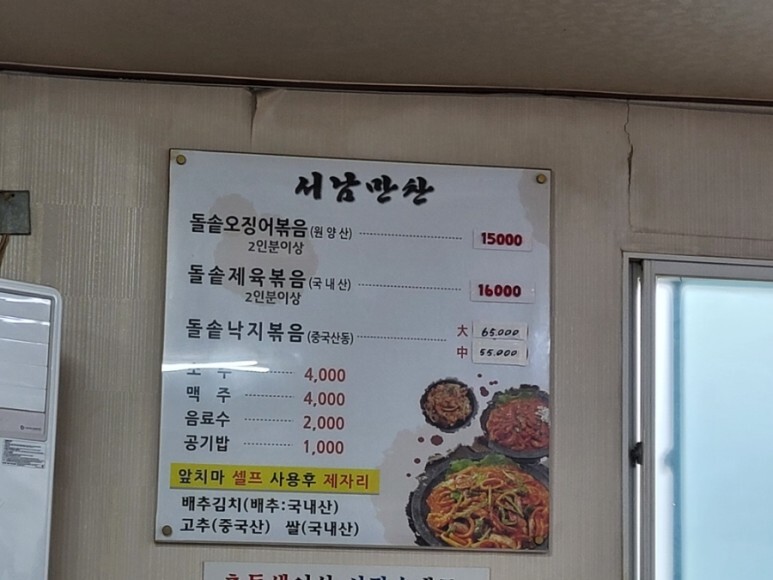 서남만산
돌솥오징어볶음(원양산) 15000
2인분이상
돌솥제육볶음(국내산) 16000
2인분이상
돌솥낙지볶음(중국산동) 大 65.000
中 55.000
소주 4,000
맥주 4,000
음료수 2,000
공기밥 1,000
앞치마 셀프 사용후 제자리
배추김치(배추:국내산)
고추(중국산) 쌀(국내산)